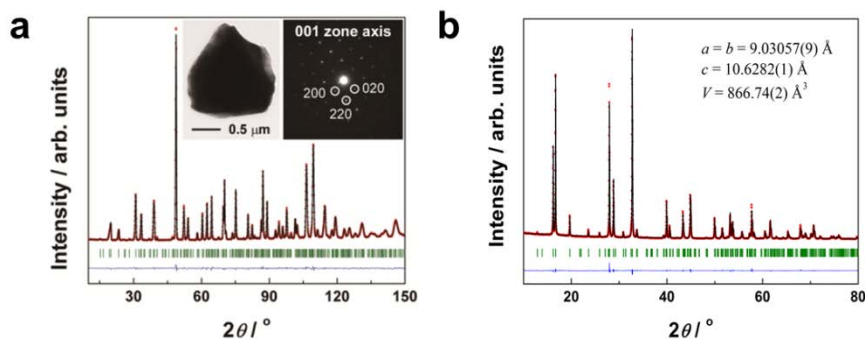 a
Intensity / arb. units
001 zone axis
200
020
220
0.5 μm
30
60
90
120
150
2θ / °
b
Intensity / arb. units
a = b = 9.03057(9) Å
c = 10.6282(1) Å
V = 866.74(2) Å³
20
40
60
80
2θ / °